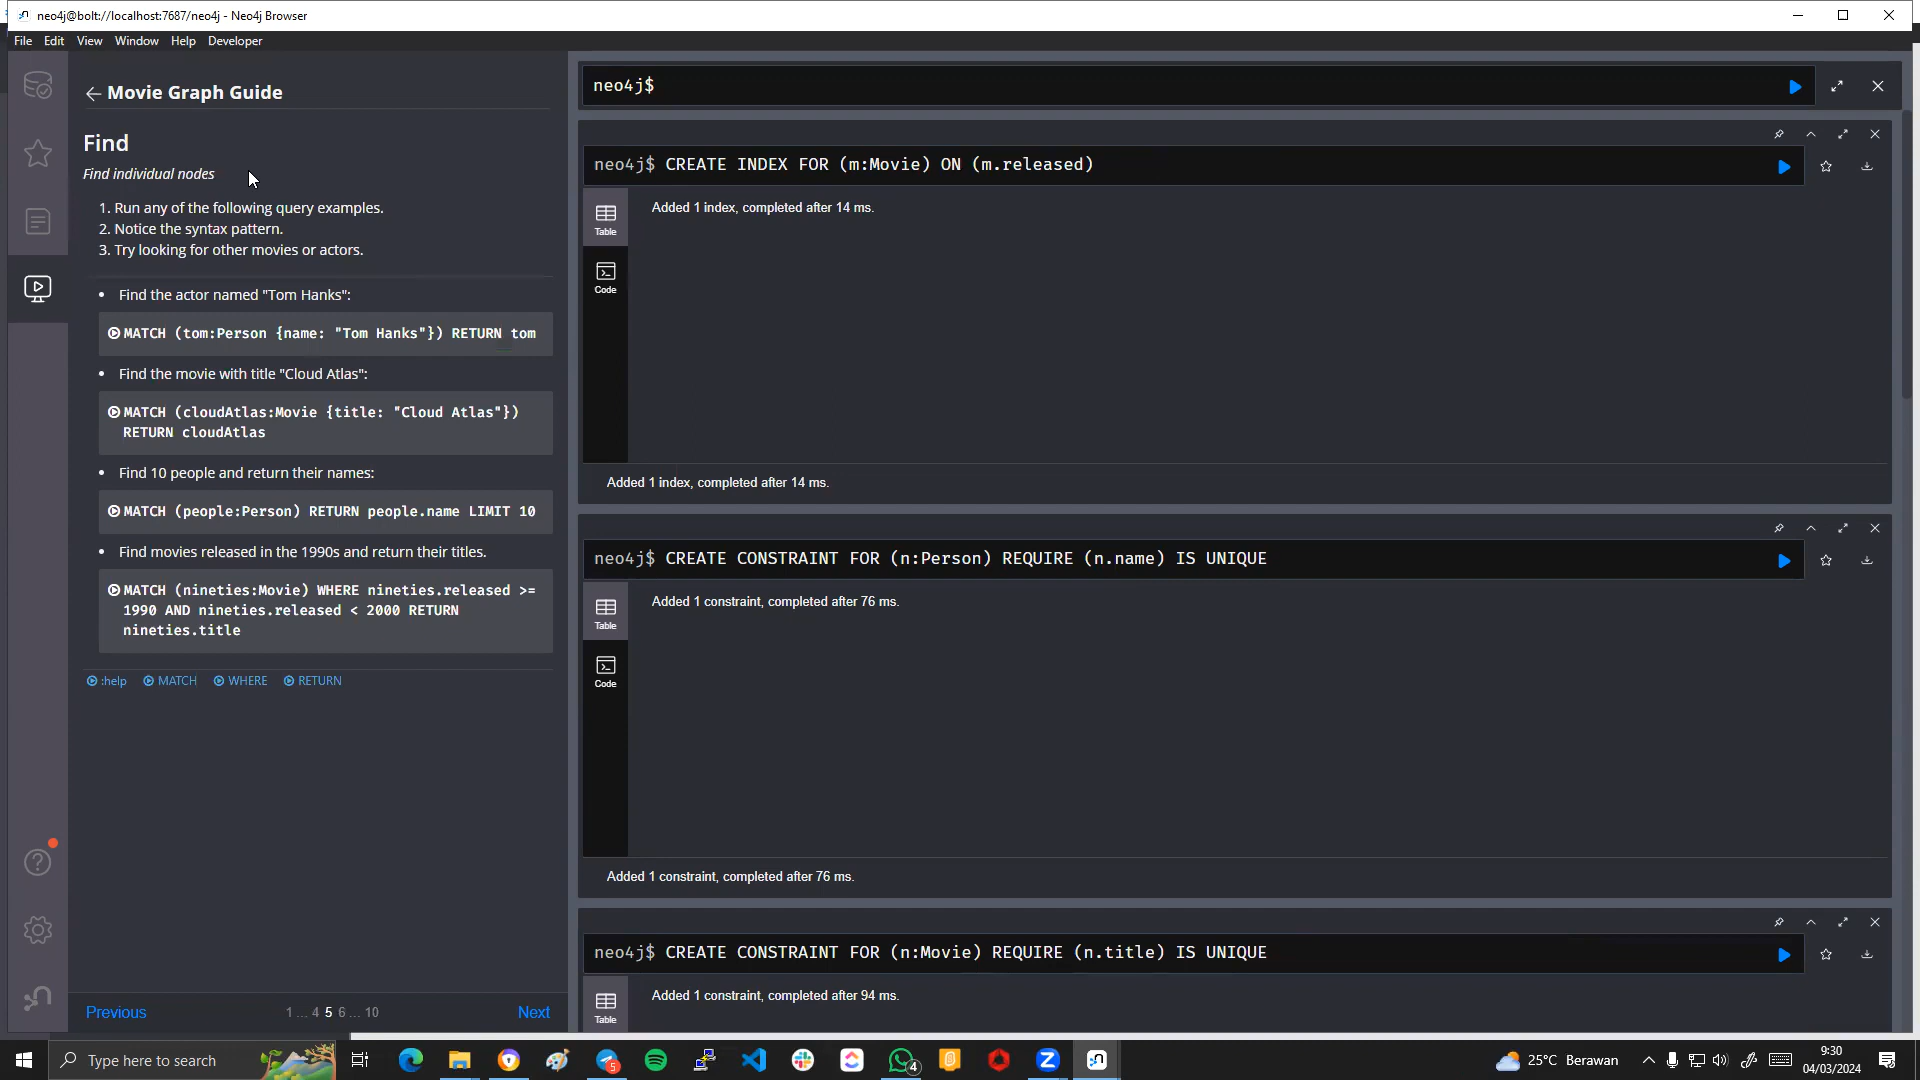 neo4j@bolt://localhost:7687/neo4j - Neo4j Browser
File Edit View Window Help Developer
Movie Graph Guide
Find
Find individual nodes
1. Run any of the following query examples.
2. Notice the syntax pattern.
3. Try looking for other movies or actors.
• Find the actor named "Tom Hanks":
MATCH (tom:Person {name: "Tom Hanks"}) RETURN tom
• Find the movie with title "Cloud Atlas":
MATCH (cloudAtlas:Movie {title: "Cloud Atlas"})
RETURN cloudAtlas
• Find 10 people and return their names:
MATCH (people:Person) RETURN people.name LIMIT 10
• Find movies released in the 1990s and return their titles.
MATCH (nineties:Movie) WHERE nineties.released >=
1990 AND nineties.released < 2000 RETURN
nineties.title
:help MATCH WHERE RETURN
Previous 1 ... 4 5 6 ... 10 Next
neo4j$
neo4j$ CREATE INDEX FOR (m:Movie) ON (m.released)
Table
Added 1 index, completed after 14 ms.
Code
Added 1 index, completed after 14 ms.
neo4j$ CREATE CONSTRAINT FOR (n:Person) REQUIRE (n.name) IS UNIQUE
Table
Added 1 constraint, completed after 76 ms.
Code
Added 1 constraint, completed after 76 ms.
neo4j$ CREATE CONSTRAINT FOR (n:Movie) REQUIRE (n.title) IS UNIQUE
Table
Added 1 constraint, completed after 94 ms.
Type here to search
5
4
25°C Berawan
9:30
04/03/2024